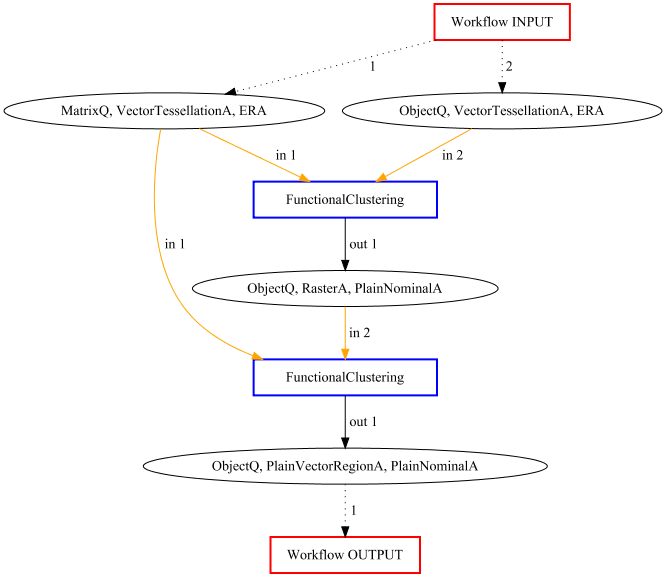 Workflow INPUT
1
2
MatrixQ, VectorTessellationA, ERA
ObjectQ, VectorTessellationA, ERA
in 1
in 2
FunctionalClustering
in 1
out 1
ObjectQ, RasterA, PlainNominalA
in 2
FunctionalClustering
out 1
ObjectQ, PlainVectorRegionA, PlainNominalA
1
Workflow OUTPUT